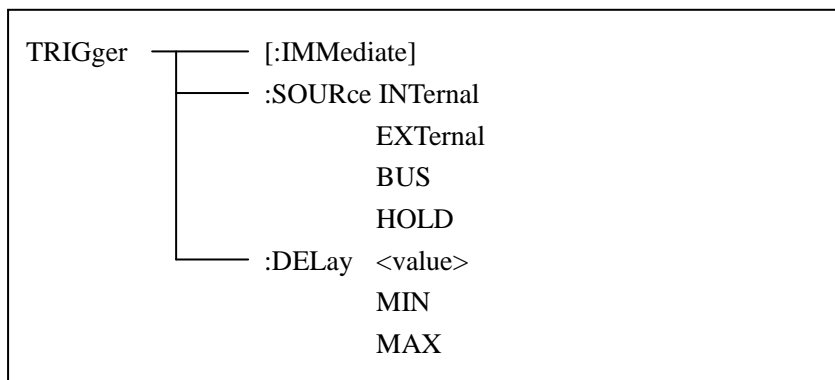 TRIGger [:IMMediate]
:SOURce INTernal
EXTernal
BUS
HOLD
:DELay <value>
MIN
MAX